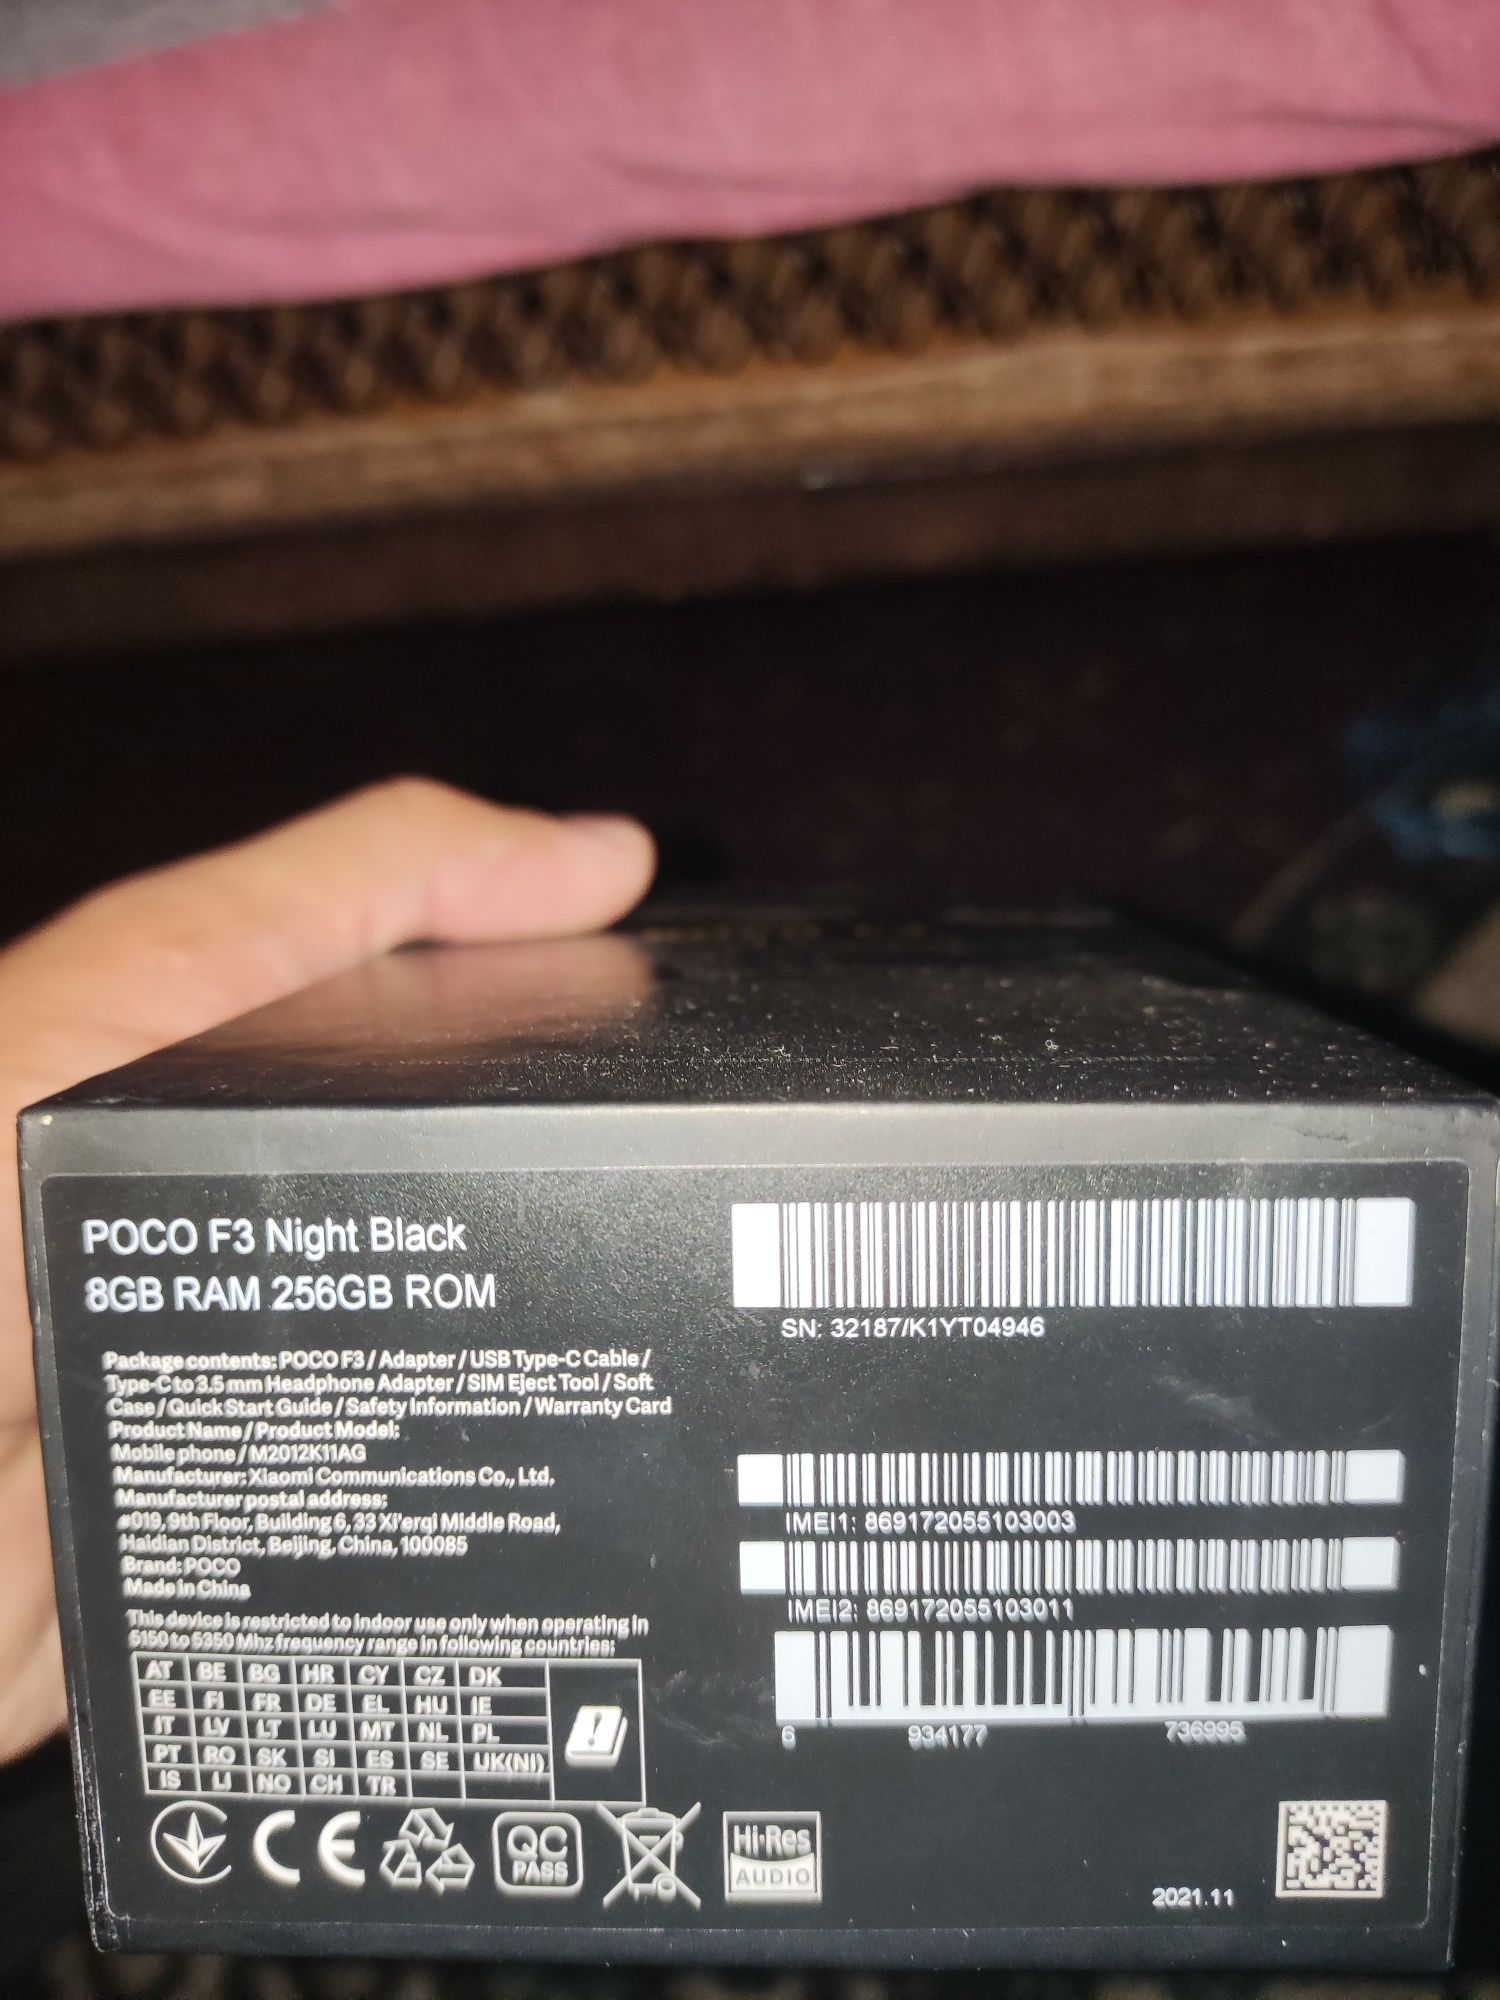 POCO F3 Night Black
8GB RAM 256GB ROM
Package contents: POCO F3 / Adapter / USB Type-C Cable /
Type-C to 3.5 mm Headphone Adapter / SIM Eject Tool / Soft
Case / Quick Start Guide / Safety Information / Warranty Card
Product Name / Product Model:
Mobile phone / M2012K11AG
Manufacturer: Xiaomi Communications Co., Ltd.
Manufacturer postal address:
#019, 9th Floor, Building 6, 33 Xi'erqi Middle Road,
Haidian District, Beijing, China, 100085
Brand: POCO
Made in China
This device is restricted to indoor use only when operating in
5150 to 5350 Mhz frequency range in following countries:
AT BE BG HR CY CZ DK
EE FI FR DE EL HU IE
IT LV LT LU MT NL PL
PT RO SK SI ES SE UK(NI)
IS LI NO CH TR
CE
QC
PASS
Hi-Res
AUDIO
SN: 32187/K1YT04946
IMEI1: 869172055103003
IMEI2: 869172055103011
6 934177 736995
2021.11